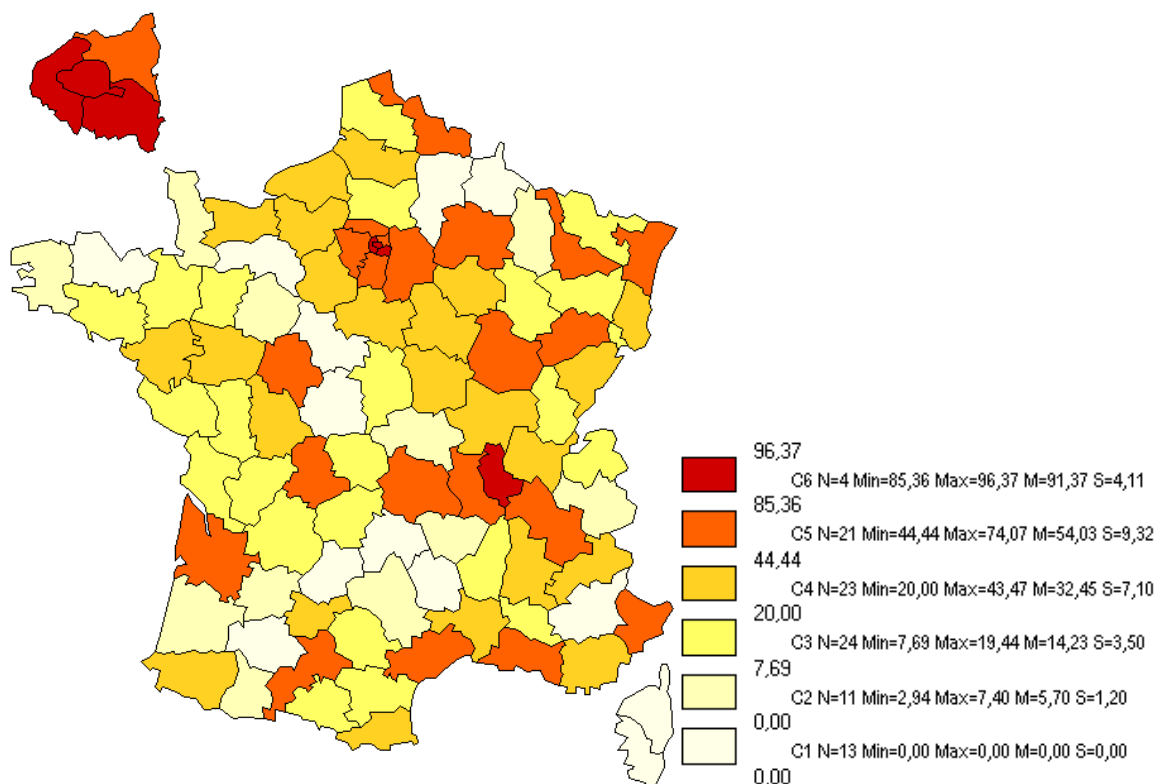 96,37
C6 N=4 Min=85,36 Max=96,37 M=91,37 S=4,11
85,36
C5 N=21 Min=44,44 Max=74,07 M=54,03 S=9,32
44,44
C4 N=23 Min=20,00 Max=43,47 M=32,45 S=7,10
20,00
C3 N=24 Min=7,69 Max=19,44 M=14,23 S=3,50
7,69
C2 N=11 Min=2,94 Max=7,40 M=5,70 S=1,20
0,00
C1 N=13 Min=0,00 Max=0,00 M=0,00 S=0,00
0,00